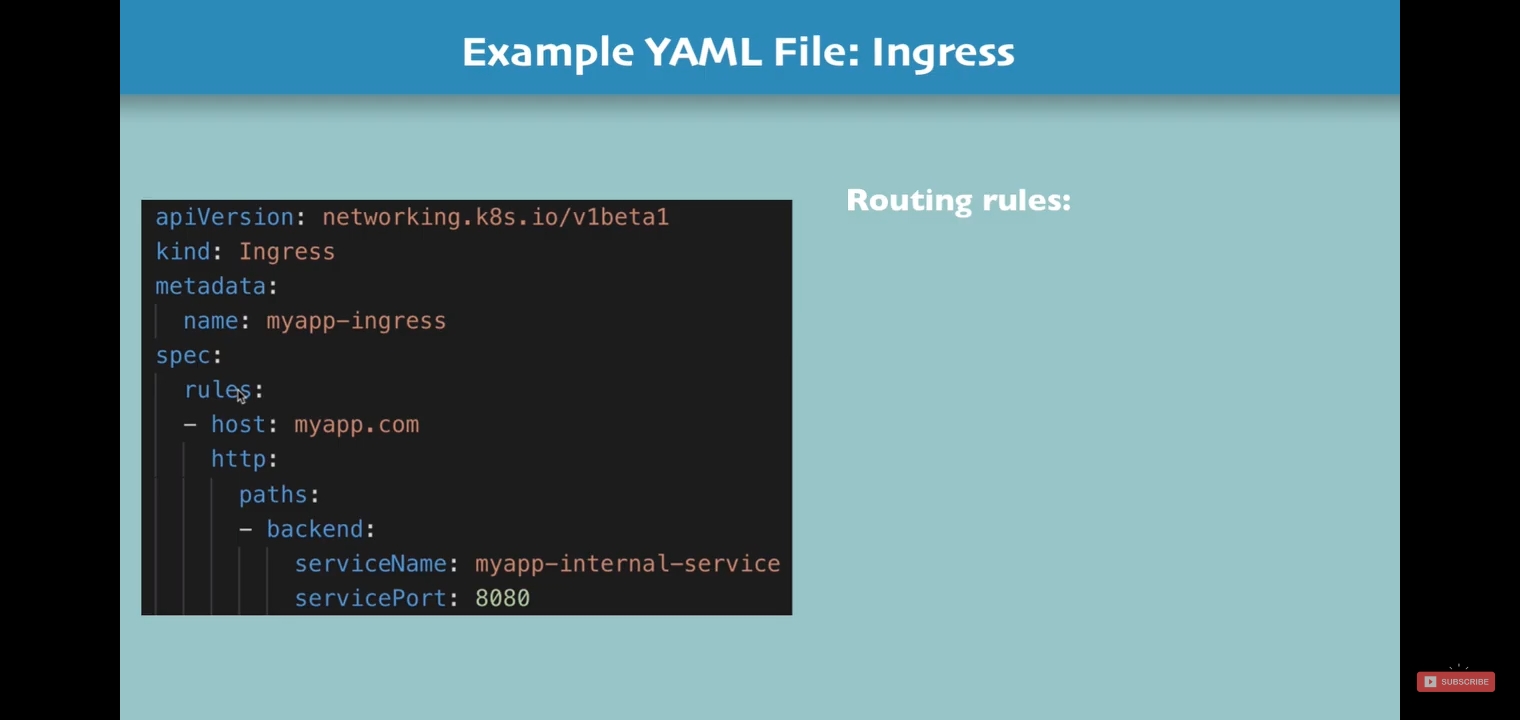 Example YAML File: Ingress
apiVersion: networking.k8s.io/v1beta1
kind: Ingress
metadata:
  name: myapp-ingress
spec:
  rules:
  - host: myapp.com
    http:
      paths:
      - backend:
          serviceName: myapp-internal-service
          servicePort: 8080
Routing rules:
SUBSCRIBE